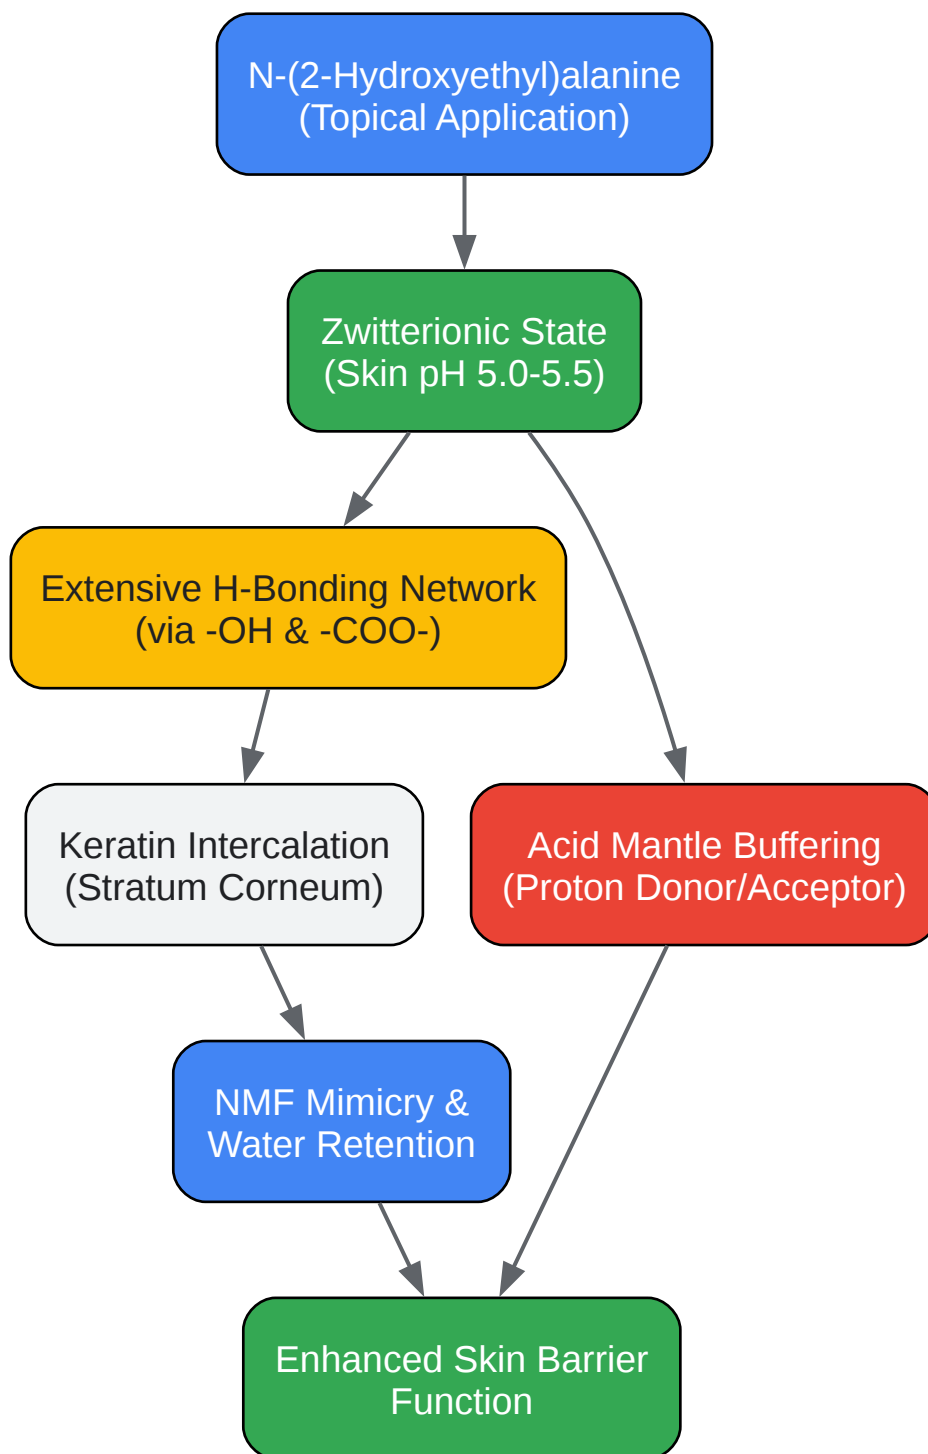 N-(2-Hydroxyethyl)alanine
(Topical Application)
Zwitterionic State
(Skin pH 5.0-5.5)
Extensive H-Bonding Network
(via -OH & -COO-)
Keratin Intercalation
(Stratum Corneum)
Acid Mantle Buffering
(Proton Donor/Acceptor)
NMF Mimicry &
Water Retention
Enhanced Skin Barrier
Function